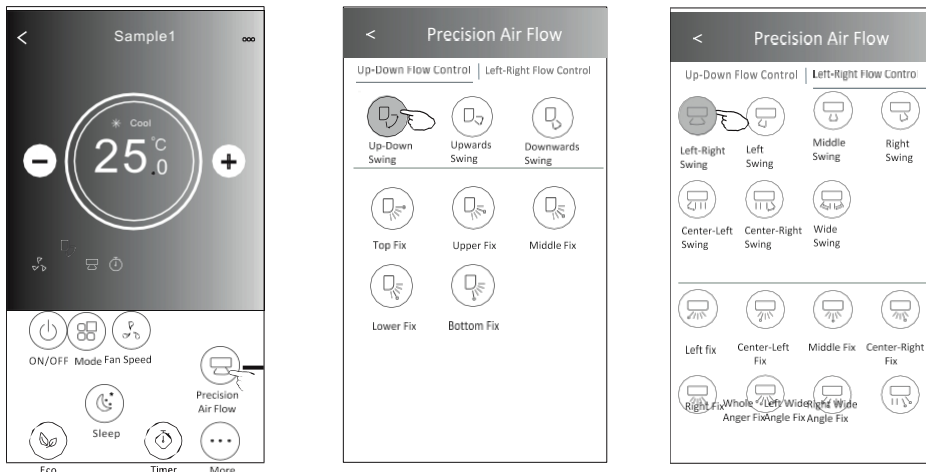 < Sample1 ooo
Cool
25.0 °C
ON/OFF Mode Fan Speed
Precision
Air Flow
Sleep
Eco Timer More
< Precision Air Flow
Up-Down Flow Control | Left-Right Flow Control
Up-Down
Swing
Upwards
Swing
Downwards
Swing
Top Fix Upper Fix Middle Fix
Lower Fix Bottom Fix
< Precision Air Flow
Up-Down Flow Control | Left-Right Flow Control
Left-Right
Swing
Left
Swing
Middle
Swing
Right
Swing
Center-Left
Swing
Center-Right
Swing
Wide
Swing
Left fix
Center-Left
Fix
Middle Fix
Center-Right
Fix
Right Fix
Whole
Anger Fix
Left Wide
Angle Fix
Right Wide
Angle Fix